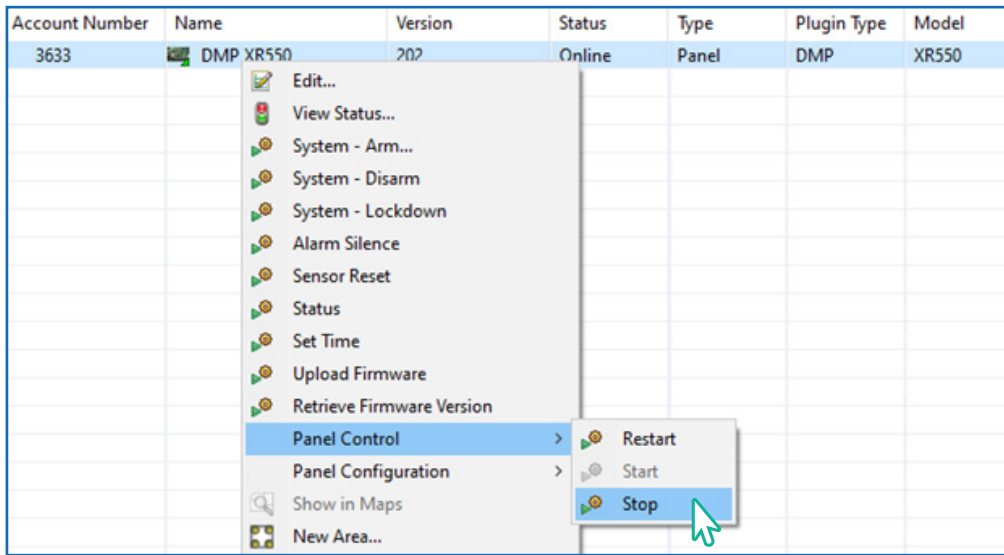 Account Number Name Version Status Type Plugin Type Model
3633 DMP XR550 202 Online Panel DMP XR550
Edit...
View Status...
System - Arm...
System - Disarm
System - Lockdown
Alarm Silence
Sensor Reset
Status
Set Time
Upload Firmware
Retrieve Firmware Version
Panel Control > Restart
Panel Configuration > Start
Show in Maps Stop
New Area...